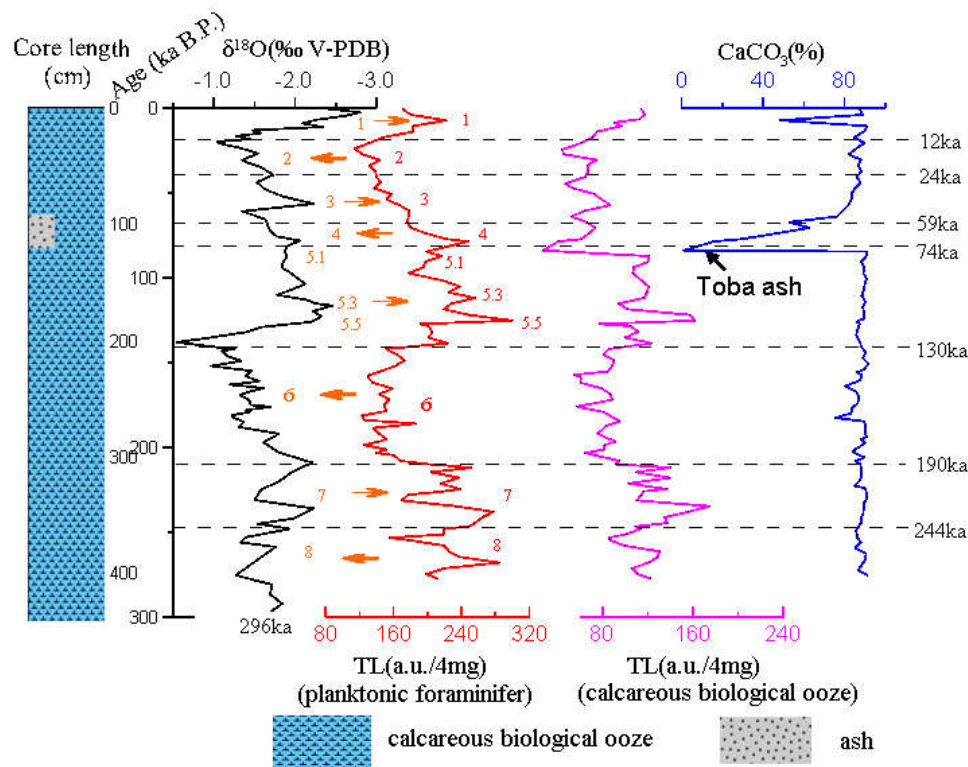 Core length
(cm)
Age (ka B.P.)
δ¹⁸O(‰ V-PDB)
-1.0 -2.0 -3.0
CaCO₃(%)
0 40 80
0 0
1 1
12ka
2 2
24ka
3 3
100
59ka
4 4
74ka
5.1 5.1
Toba ash
100
5.3 5.3
5.5 5.5
200
130ka
6 6
200
300
190ka
7 7
244ka
8 8
400
300
296ka
80 160 240 320
80 160 240
TL(a.u./4mg)
(planktonic foraminifer)
TL(a.u./4mg)
(calcareous biological ooze)
calcareous biological ooze
ash